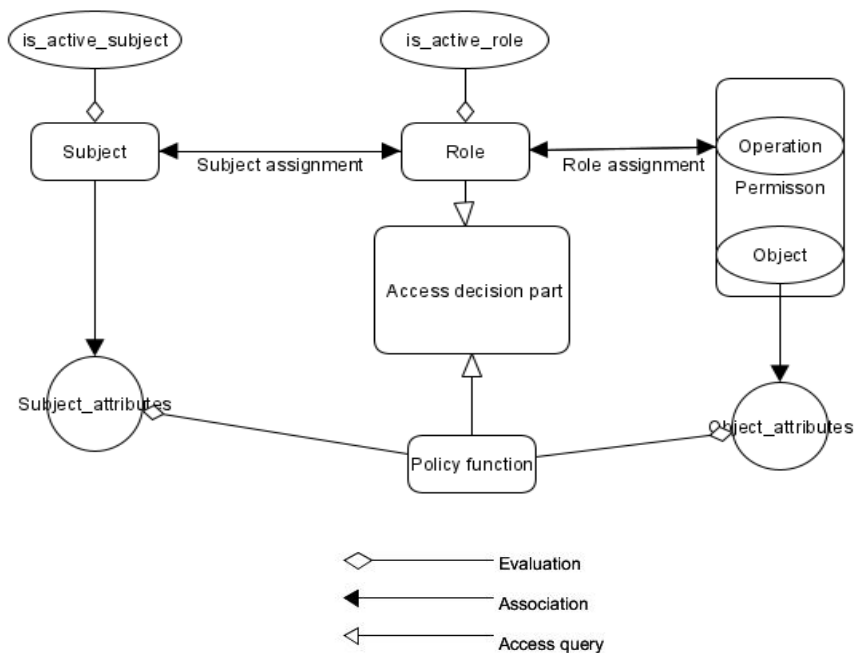 is_active_subject
is_active_role
Subject
Subject assignment
Role
Role assignment
Operation
Permisson
Object
Access decision part
Subject_attributes
Object_attributes
Policy function
Evaluation
Association
Access query